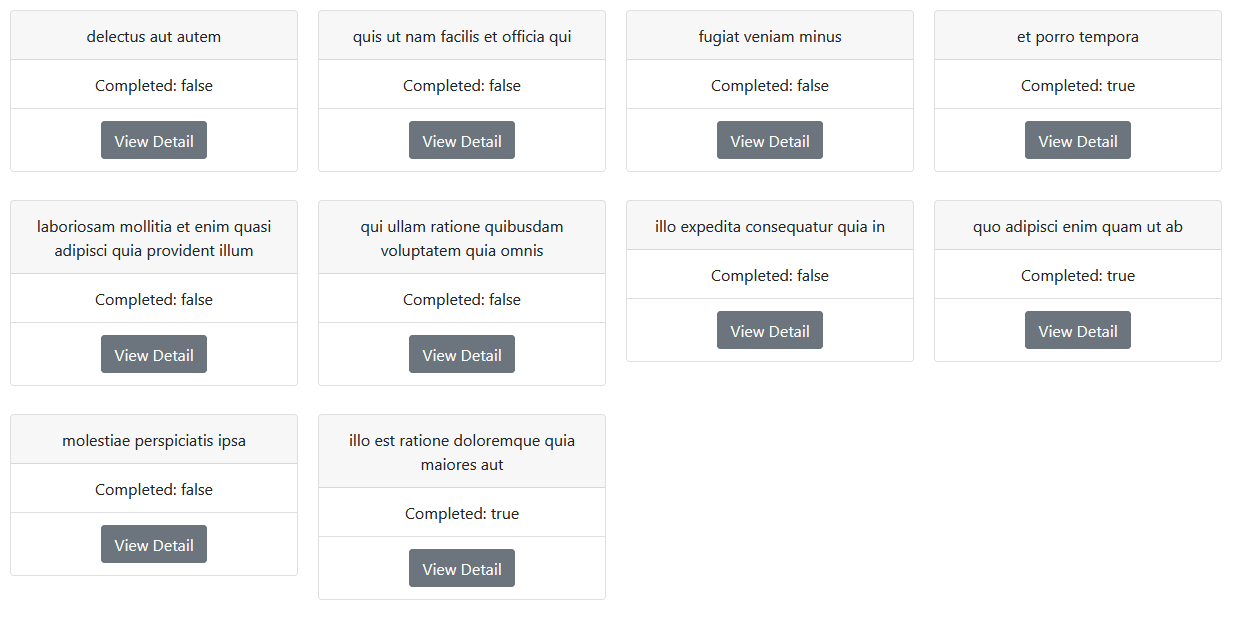 delectus aut autem
Completed: false
View Detail
quis ut nam facilis et officia qui
Completed: false
View Detail
fugiat veniam minus
Completed: false
View Detail
et porro tempora
Completed: true
View Detail
laboriosam mollitia et enim quasi
adipisci quia provident illum
Completed: false
View Detail
qui ullam ratione quibusdam
voluptatem quia omnis
Completed: false
View Detail
illo expedita consequatur quia in
Completed: false
View Detail
quo adipisci enim quam ut ab
Completed: true
View Detail
molestiae perspiciatis ipsa
Completed: false
View Detail
illo est ratione doloremque quia
maiores aut
Completed: true
View Detail